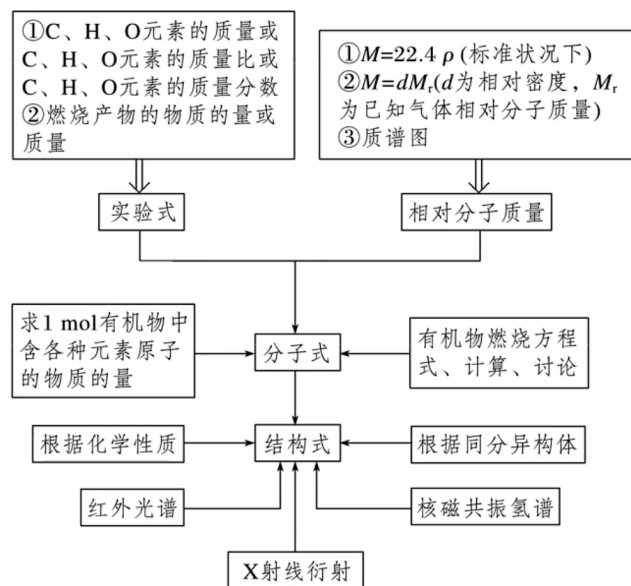 ①C、H、O元素的质量或
C、H、O元素的质量比或
C、H、O元素的质量分数
②燃烧产物的物质的量或
质量
①M=22.4 ρ (标准状况下)
②M=dMr(d为相对密度，Mr
为已知气体相对分子质量)
③质谱图
实验式
相对分子质量
求1 mol有机物中
含各种元素原子
的物质的量
分子式
有机物燃烧方程
式、计算、讨论
根据化学性质
结构式
根据同分异构体
红外光谱
核磁共振氢谱
X射线衍射